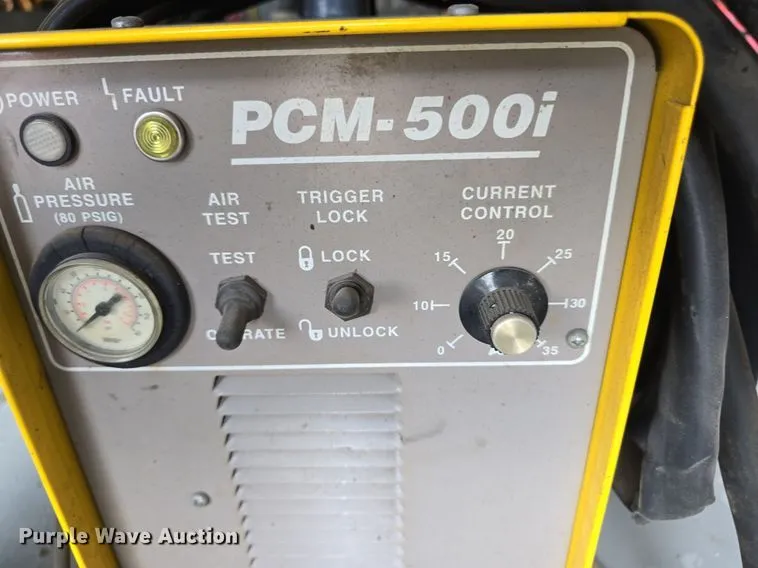 POWER
FAULT
PCM-500i
AIR
PRESSURE
(80 PSIG)
AIR
TEST
TRIGGER
LOCK
CURRENT
CONTROL
TEST
LOCK
UNLOCK
0
10
15
20
25
30
35
Purple Wave Auction